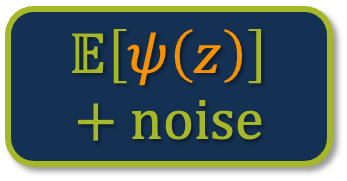 𝔼[ψ(z)]
+ noise